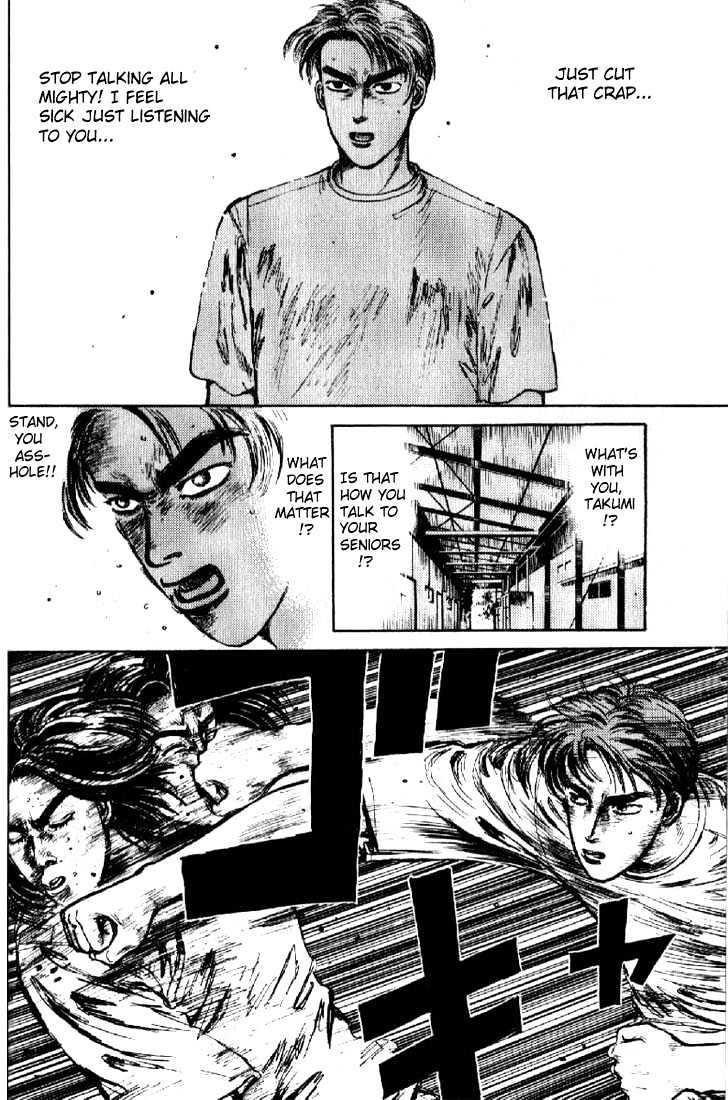 JUST CUT
THAT CRAP...
STOP TALKING ALL
MIGHTY! I FEEL
SICK JUST LISTENING
TO YOU...
WHAT'S
WITH
YOU,
TAKUMI
!?
IS THAT
HOW YOU
TALK TO
YOUR
SENIORS
!?
WHAT
DOES
THAT
MATTER
!?
STAND,
YOU
ASS-
HOLE!!
ゴ
キャ